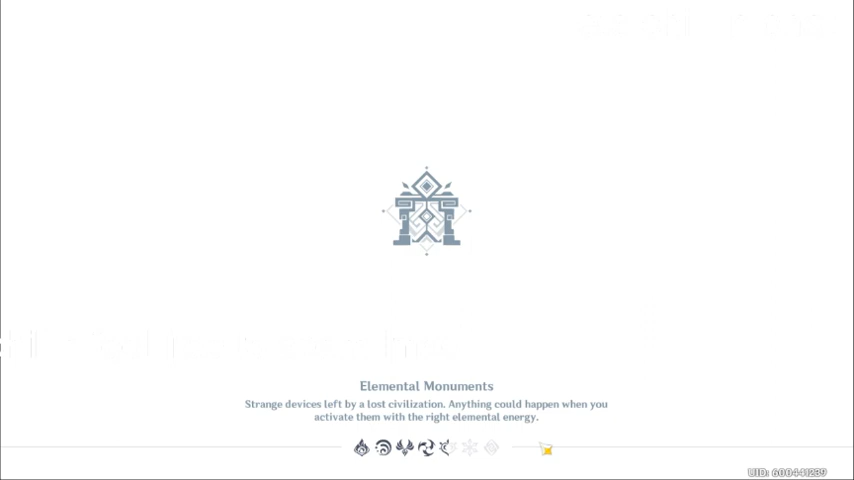 Elemental Monuments
Strange devices left by a lost civilization. Anything could happen when you
activate them with the right elemental energy.
UID: 600441239